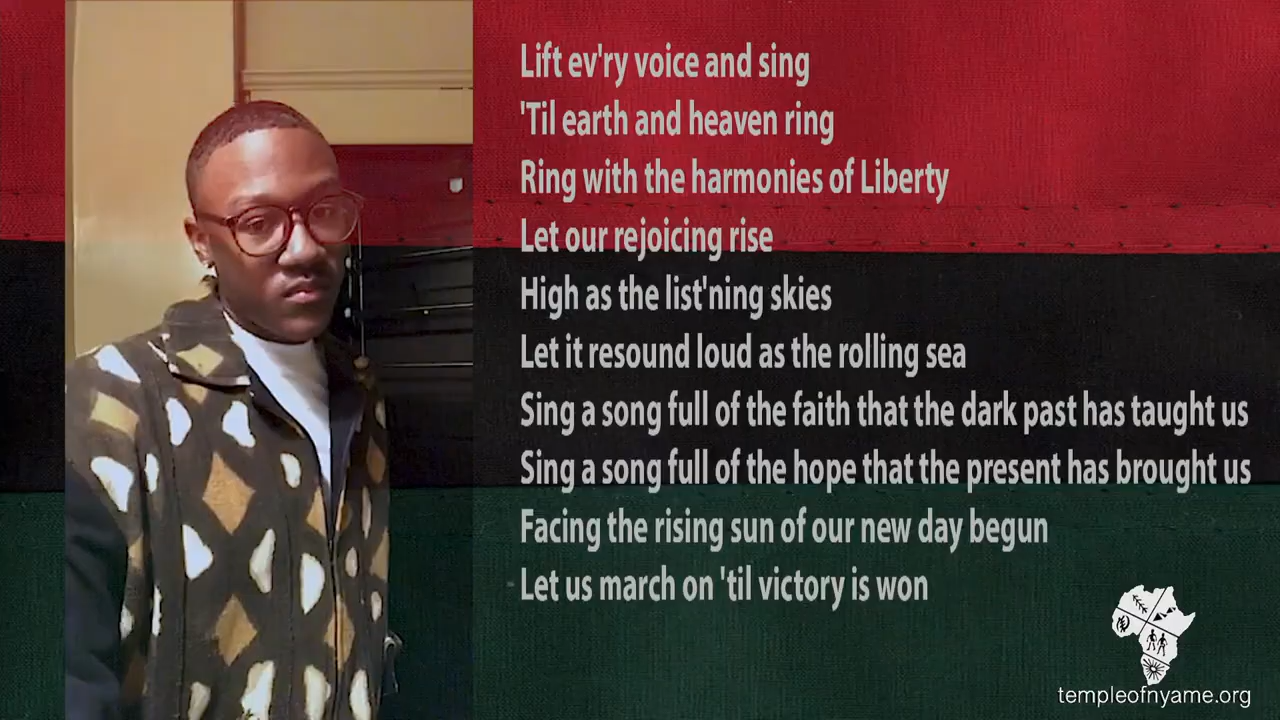 Lift ev'ry voice and sing
'Til earth and heaven ring
Ring with the harmonies of Liberty
Let our rejoicing rise
High as the list'ning skies
Let it resound loud as the rolling sea
Sing a song full of the faith that the dark past has taught us
Sing a song full of the hope that the present has brought us
Facing the rising sun of our new day begun
Let us march on 'til victory is won
templeofnyame.org